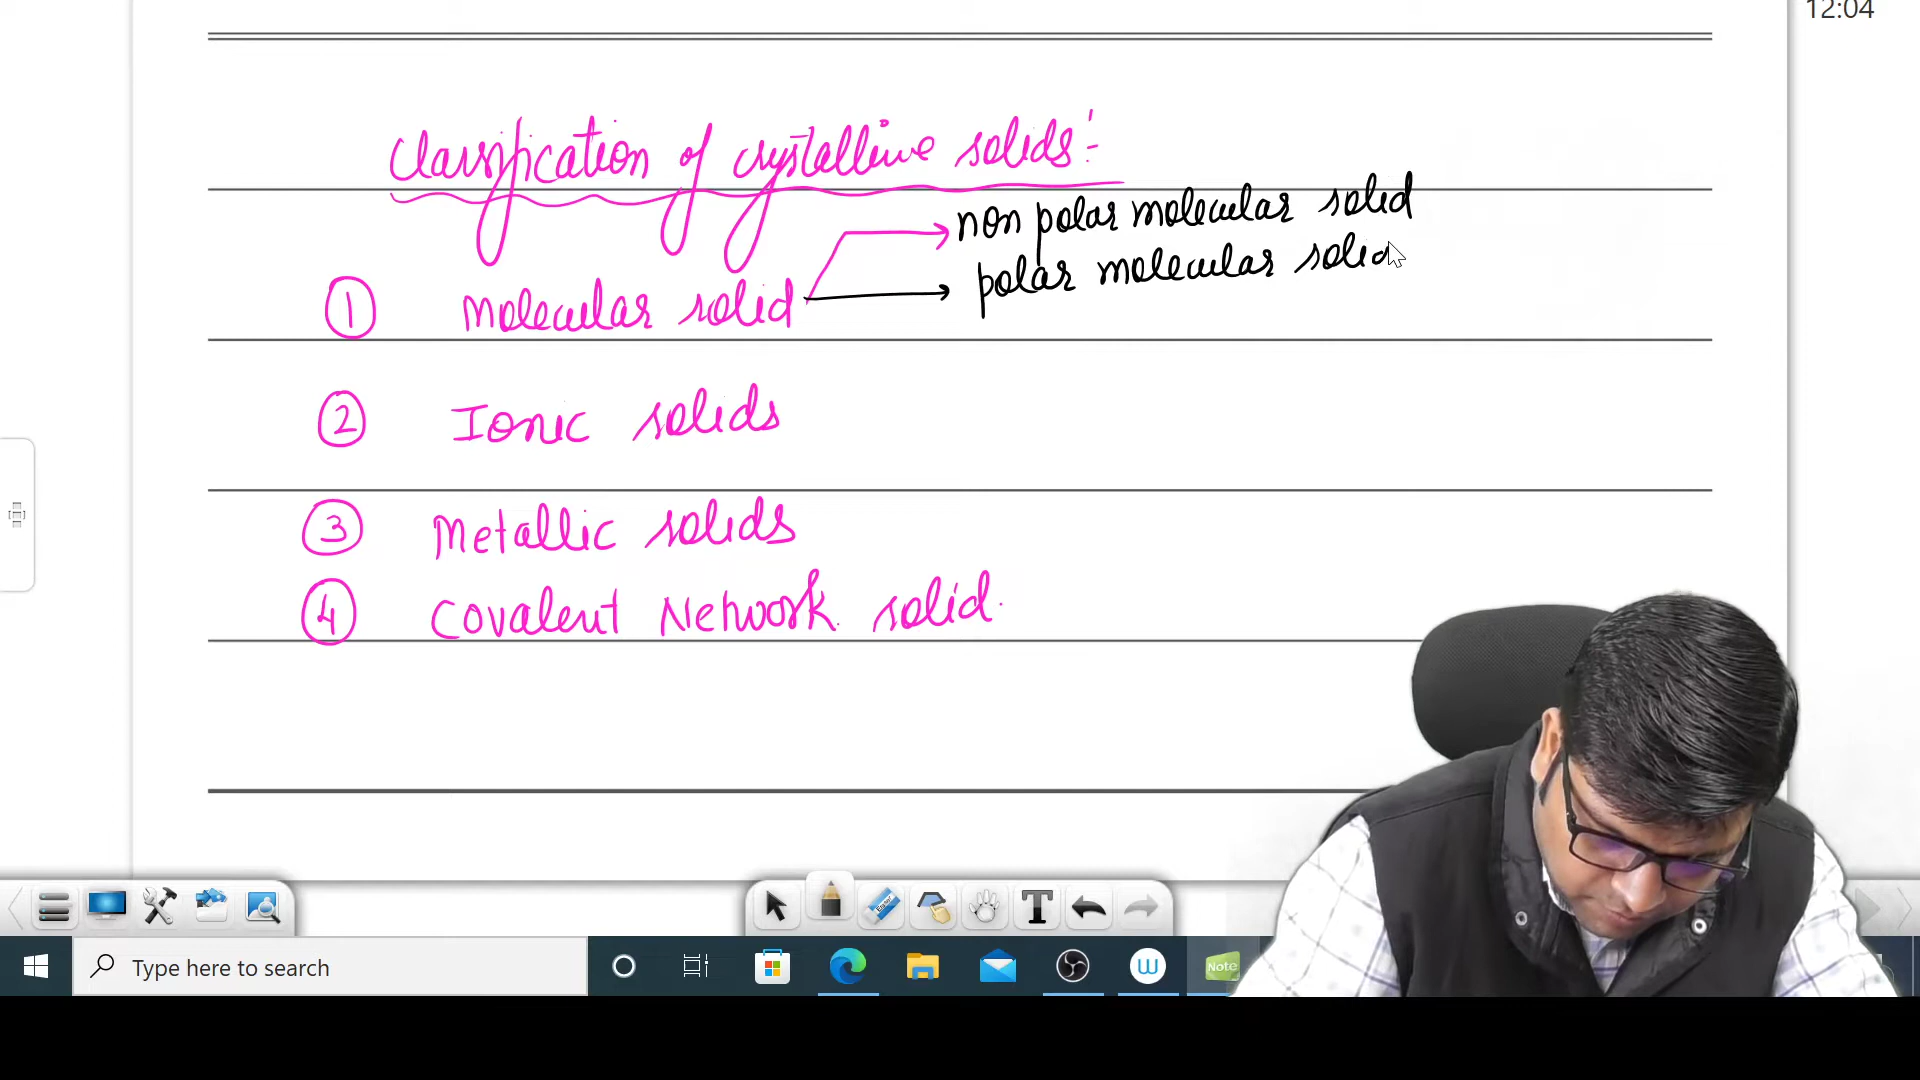 12:04
Classification of crystalline solids:-
non polar molecular solid
polar molecular solid
1 Molecular solid
2 Ionic solids
3 Metallic solids
4 Covalent Network solid.
T
Type here to search
Note